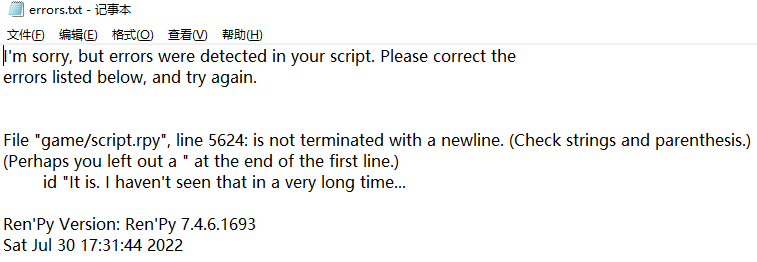 errors.txt - 记事本
文件(F) 编辑(E) 格式(O) 查看(V) 帮助(H)
I'm sorry, but errors were detected in your script. Please correct the
errors listed below, and try again.
File "game/script.rpy", line 5624: is not terminated with a newline. (Check strings and parenthesis.)
(Perhaps you left out a " at the end of the first line.)
id "It is. I haven't seen that in a very long time...
Ren'Py Version: Ren'Py 7.4.6.1693
Sat Jul 30 17:31:44 2022